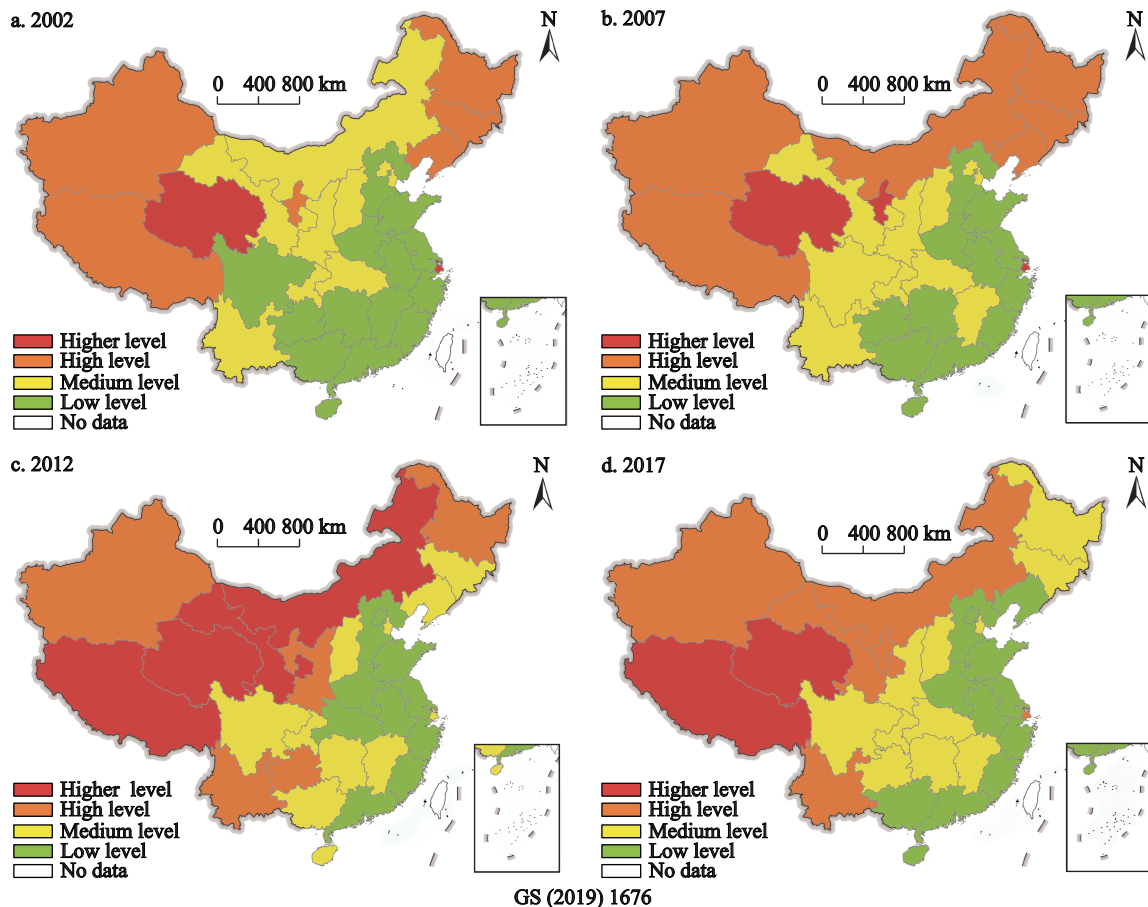 a. 2002
N
0 400 800 km
Higher level
High level
Medium level
Low level
No data
b. 2007
N
0 400 800 km
Higher level
High level
Medium level
Low level
No data
c. 2012
N
0 400 800 km
Higher level
High level
Medium level
Low level
No data
d. 2017
N
0 400 800 km
Higher level
High level
Medium level
Low level
No data
GS (2019) 1676